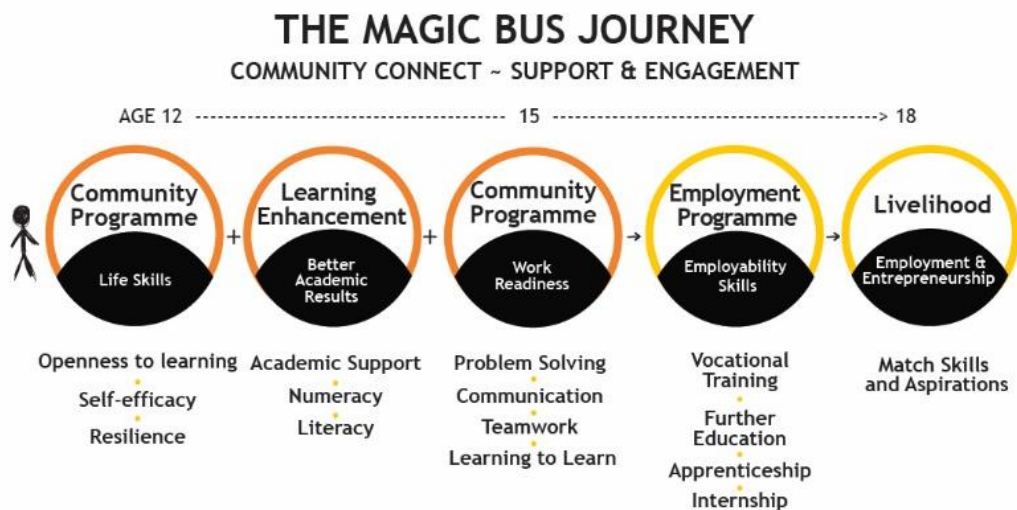 THE MAGIC BUS JOURNEY
COMMUNITY CONNECT ~ SUPPORT & ENGAGEMENT
AGE 12 15 18
Community
Programme
Life Skills
Openness to learning
Self-efficacy
Resilience
+
Learning
Enhancement
Better
Academic
Results
Academic Support
Numeracy
Literacy
+
Community
Programme
Work
Readiness
Problem Solving
Communication
Teamwork
Learning to Learn
Employment
Programme
Employability
Skills
Vocational
Training
Further
Education
Apprenticeship
Internship
Livelihood
Employment &
Entrepreneurship
Match Skills
and Aspirations